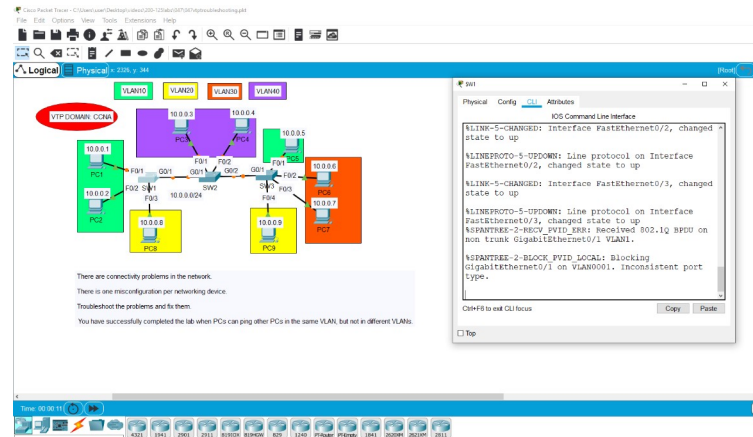 Cisco Packet Tracer
File Edit Options View Tools Extensions Help
Logical
Physical
x: 2329, y: 344
[Root]
VLAN10
VLAN20
VLAN30
VLAN40
VTP DOMAIN: CCNA
10.0.0.3
10.0.0.4
PC3
PC4
10.0.0.5
PC5
10.0.0.1
PC1
F0/1
F0/2
F0/1
G0/1
G0/1
G0/2
G0/1
F0/1
F0/2
10.0.0.6
PC6
10.0.0.2
PC2
F0/2
SW1
F0/3
10.0.0.0/24
SW2
SW3
F0/3
F0/4
10.0.0.7
PC7
10.0.0.8
PC8
10.0.0.9
PC9
There are connectivity problems in the network.
There is one misconfiguration per networking device.
Troubleshoot the problems and fix them.
You have successfully completed the lab when PCs can ping other PCs in the same VLAN, but not in different VLANs.
SW1
Physical Config CLI Attributes
IOS Command Line Interface
%LINK-5-CHANGED: Interface FastEthernet0/2, changed
state to up
%LINEPROTO-5-UPDOWN: Line protocol on Interface
FastEthernet0/2, changed state to up
%LINK-5-CHANGED: Interface FastEthernet0/3, changed
state to up
%LINEPROTO-5-UPDOWN: Line protocol on Interface
FastEthernet0/3, changed state to up
%SPANTREE-2-RECV_PVID_ERR: Received 802.1Q BPDU on
non trunk GigabitEthernet0/1 VLAN1.
%SPANTREE-2-BLOCK_PVID_LOCAL: Blocking
GigabitEthernet0/1 on VLAN0001. Inconsistent port
type.
Ctrl+F6 to exit CLI focus
Copy
Paste
Top
Time: 00:00:11
4321 1941 2901 2911 819IOX 819HGW 829 1240 PT-Router PT-Empty 1841 2620XM 2621XM 2811